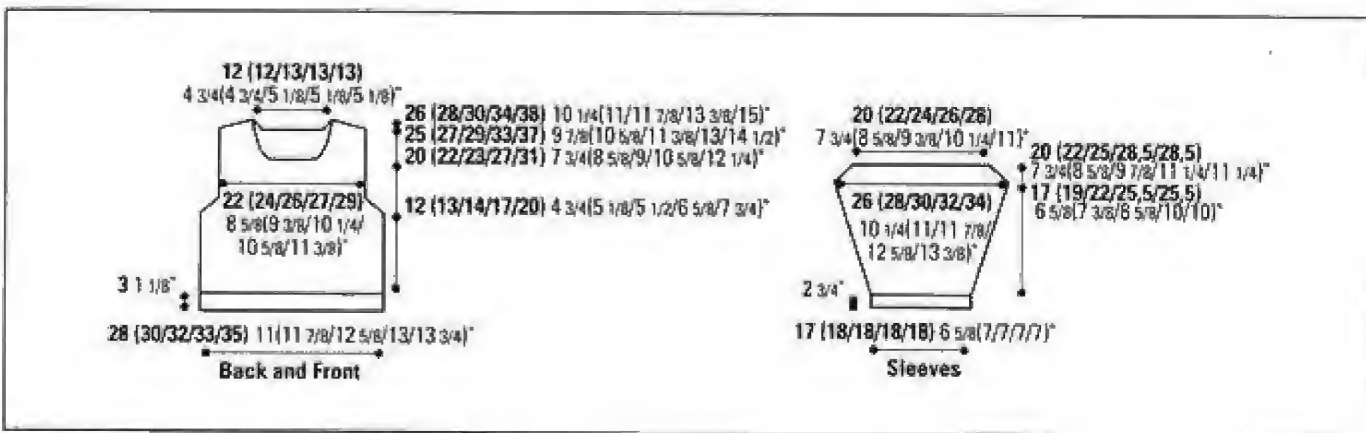 12 (12/13/13/13)
4 3/4(4 3/4/5 1/8/5 1/8/5 1/8)"
26 (28/30/34/38) 10 1/4(11/11 7/8/13 3/8/15)"
25 (27/29/33/37) 9 7/8(10 5/8/11 3/8/13/14 1/2)"
20 (22/23/27/31) 7 3/4(8 5/8/9/10 5/8/12 1/4)"
22 (24/26/27/29)
8 5/8(9 3/8/10 1/4/
10 5/8/11 3/8)"
12 (13/14/17/20) 4 3/4(5 1/8/5 1/2/6 5/8/7 3/4)"
3 1 1/8"
28 (30/32/33/35) 11(11 7/8/12 5/8/13/13 3/4)"
Back and Front
20 (22/24/26/28)
7 3/4(8 5/8/9 3/8/10 1/4/11)"
20 (22/25/28,5/28,5)
7 3/4(8 5/8/9 7/8/11 1/4/11 1/4)"
17 (19/22/25,5/25,5)
6 5/8(7 3/8/8 5/8/10/10)"
26 (28/30/32/34)
10 1/4(11/11 7/8/
12 5/8/13 3/8)"
2 3/4"
17 (18/18/18/18) 6 5/8(7/7/7/7)"
Sleeves